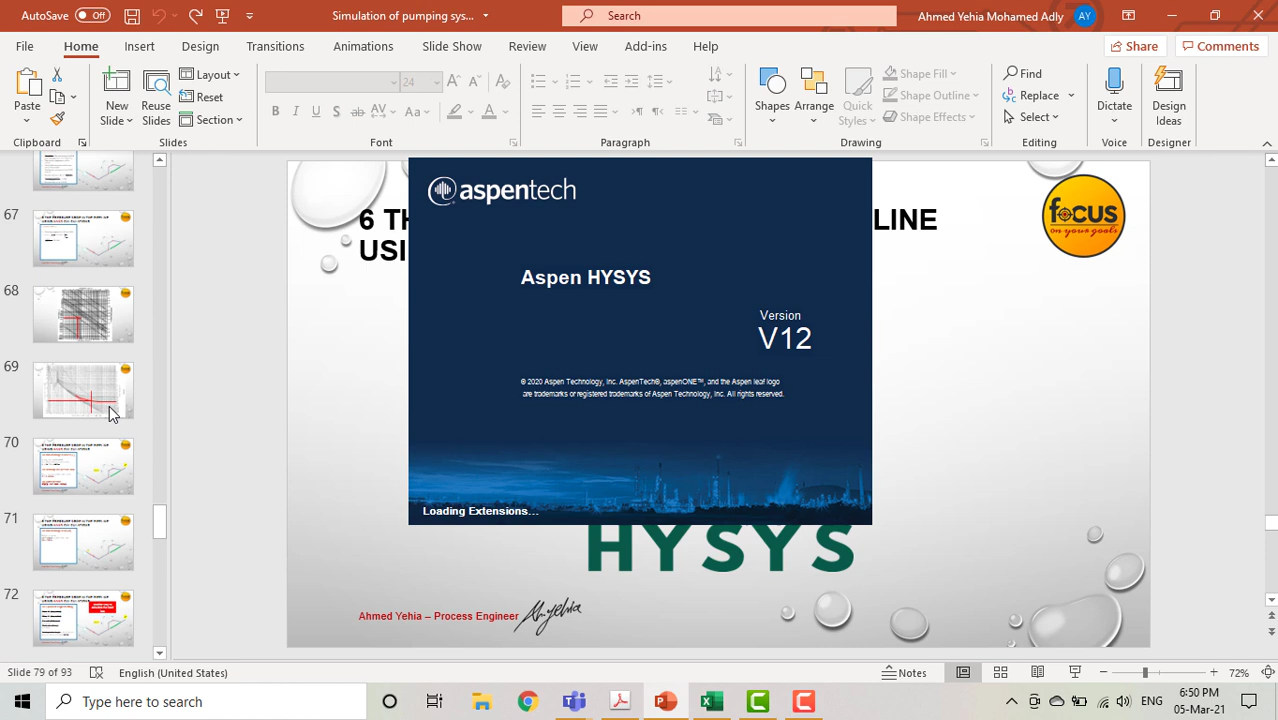 AutoSave Off
Simulation of pumping sys...
Search
Ahmed Yehia Mohamed Adly AY
File Home Insert Design Transitions Animations Slide Show Review View Add-ins Help
Share Comments
Paste
New Slide
Reuse Slides
Layout
Reset
Section
24
B I U S ab AV Aa A
Shapes Arrange Quick Styles
Shape Fill
Shape Outline
Shape Effects
Find
Replace
Select
Dictate
Design Ideas
Clipboard Slides Font Paragraph Drawing Editing Voice Designer
67
68
69
70
71
72
6 TH LINE
USI
focus
on your goals
aspentech
Aspen HYSYS
Version
V12
© 2020 Aspen Technology, Inc. AspenTech®, aspenONE™, and the Aspen leaf logo
are trademarks or registered trademarks of Aspen Technology, Inc. All rights reserved.
Loading Extensions...
HYSYS
Ahmed Yehia – Process Engineer
Slide 79 of 93 English (United States) Notes 72%
Type here to search
ENG
6:50 PM
05-Mar-21